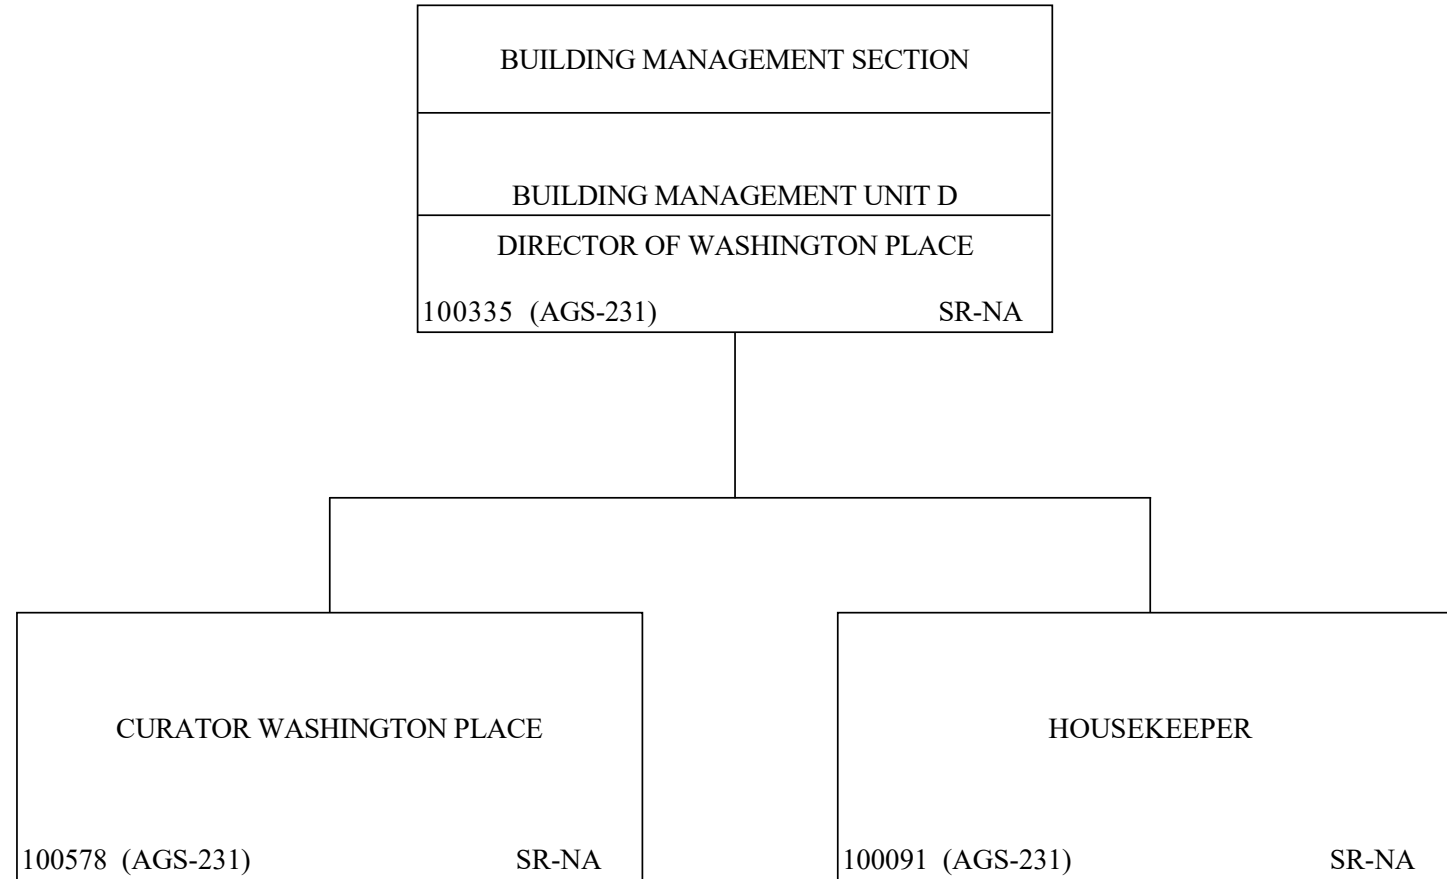 BUILDING MANAGEMENT SECTION
BUILDING MANAGEMENT UNIT D
DIRECTOR OF WASHINGTON PLACE
100335 (AGS-231) SR-NA
CURATOR WASHINGTON PLACE
100578 (AGS-231) SR-NA
HOUSEKEEPER
100091 (AGS-231) SR-NA